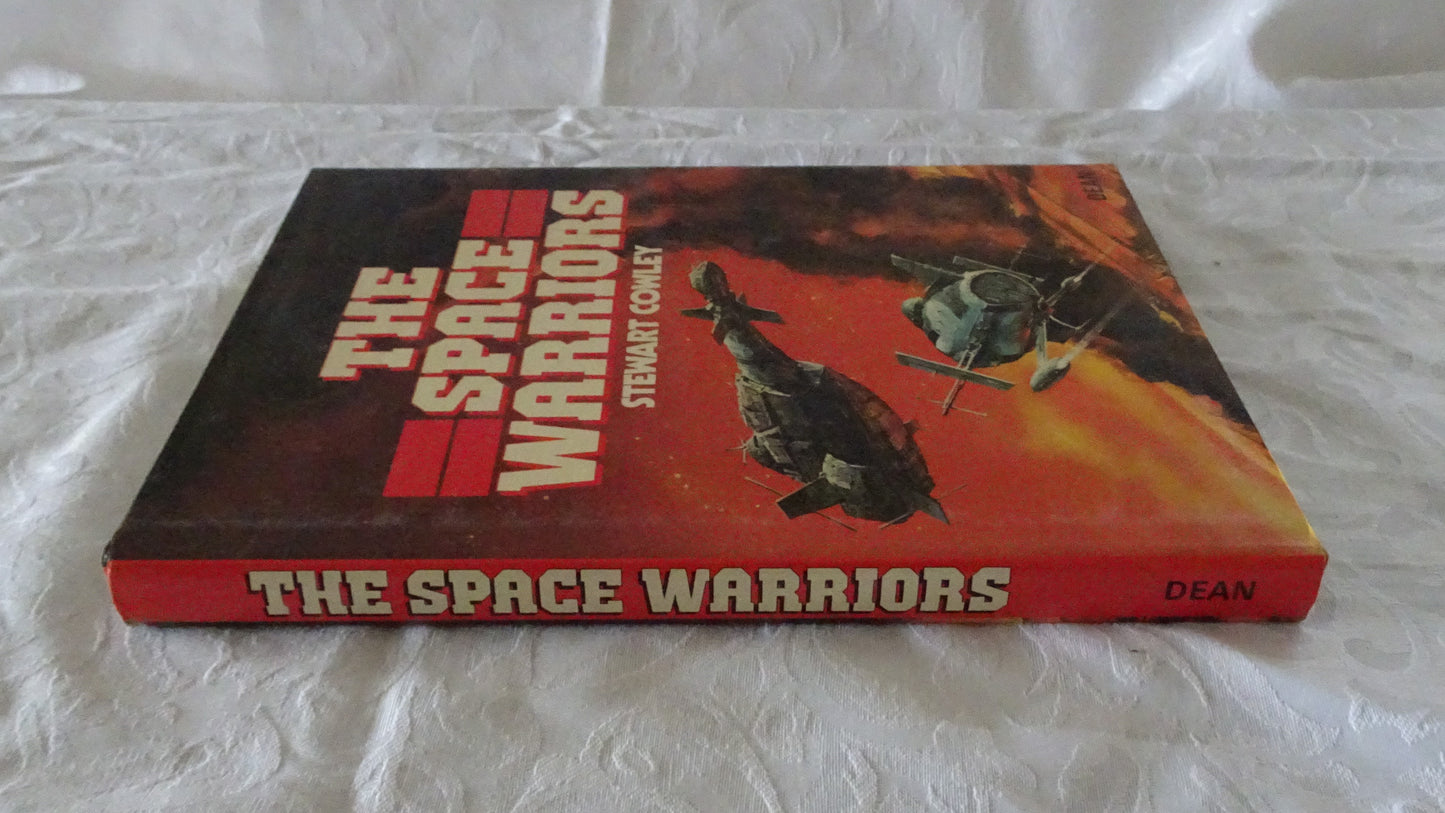 THE
SPACE
WARRIORS
STEWART COWLEY
DEAN
THE SPACE WARRIORS
DEAN